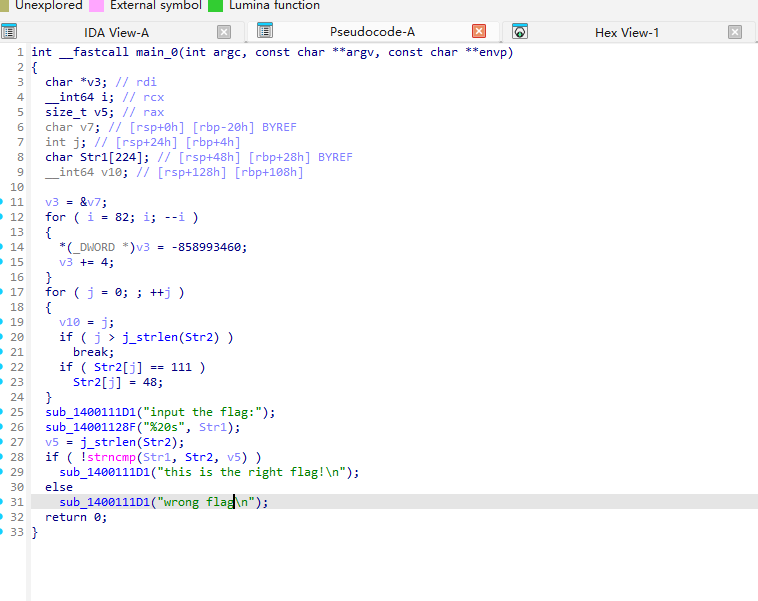 Unexplored External symbol Lumina function
IDA View-A Pseudocode-A Hex View-1
1 int __fastcall main_0(int argc, const char **argv, const char **envp)
2 {
3 char *v3; // rdi
4 __int64 i; // rcx
5 size_t v5; // rax
6 char v7; // [rsp+0h] [rbp-20h] BYREF
7 int j; // [rsp+24h] [rbp+4h]
8 char Str1[224]; // [rsp+48h] [rbp+28h] BYREF
9 __int64 v10; // [rsp+128h] [rbp+108h]
10
11 v3 = &v7;
12 for ( i = 82; i; --i )
13 {
14 *(_DWORD *)v3 = -858993460;
15 v3 += 4;
16 }
17 for ( j = 0; ; ++j )
18 {
19 v10 = j;
20 if ( j > j_strlen(Str2) )
21 break;
22 if ( Str2[j] == 111 )
23 Str2[j] = 48;
24 }
25 sub_1400111D1("input the flag:");
26 sub_14001128F("%20s", Str1);
27 v5 = j_strlen(Str2);
28 if ( !strncmp(Str1, Str2, v5) )
29 sub_1400111D1("this is the right flag!\n");
30 else
31 sub_1400111D1("wrong flag\n");
32 return 0;
33 }